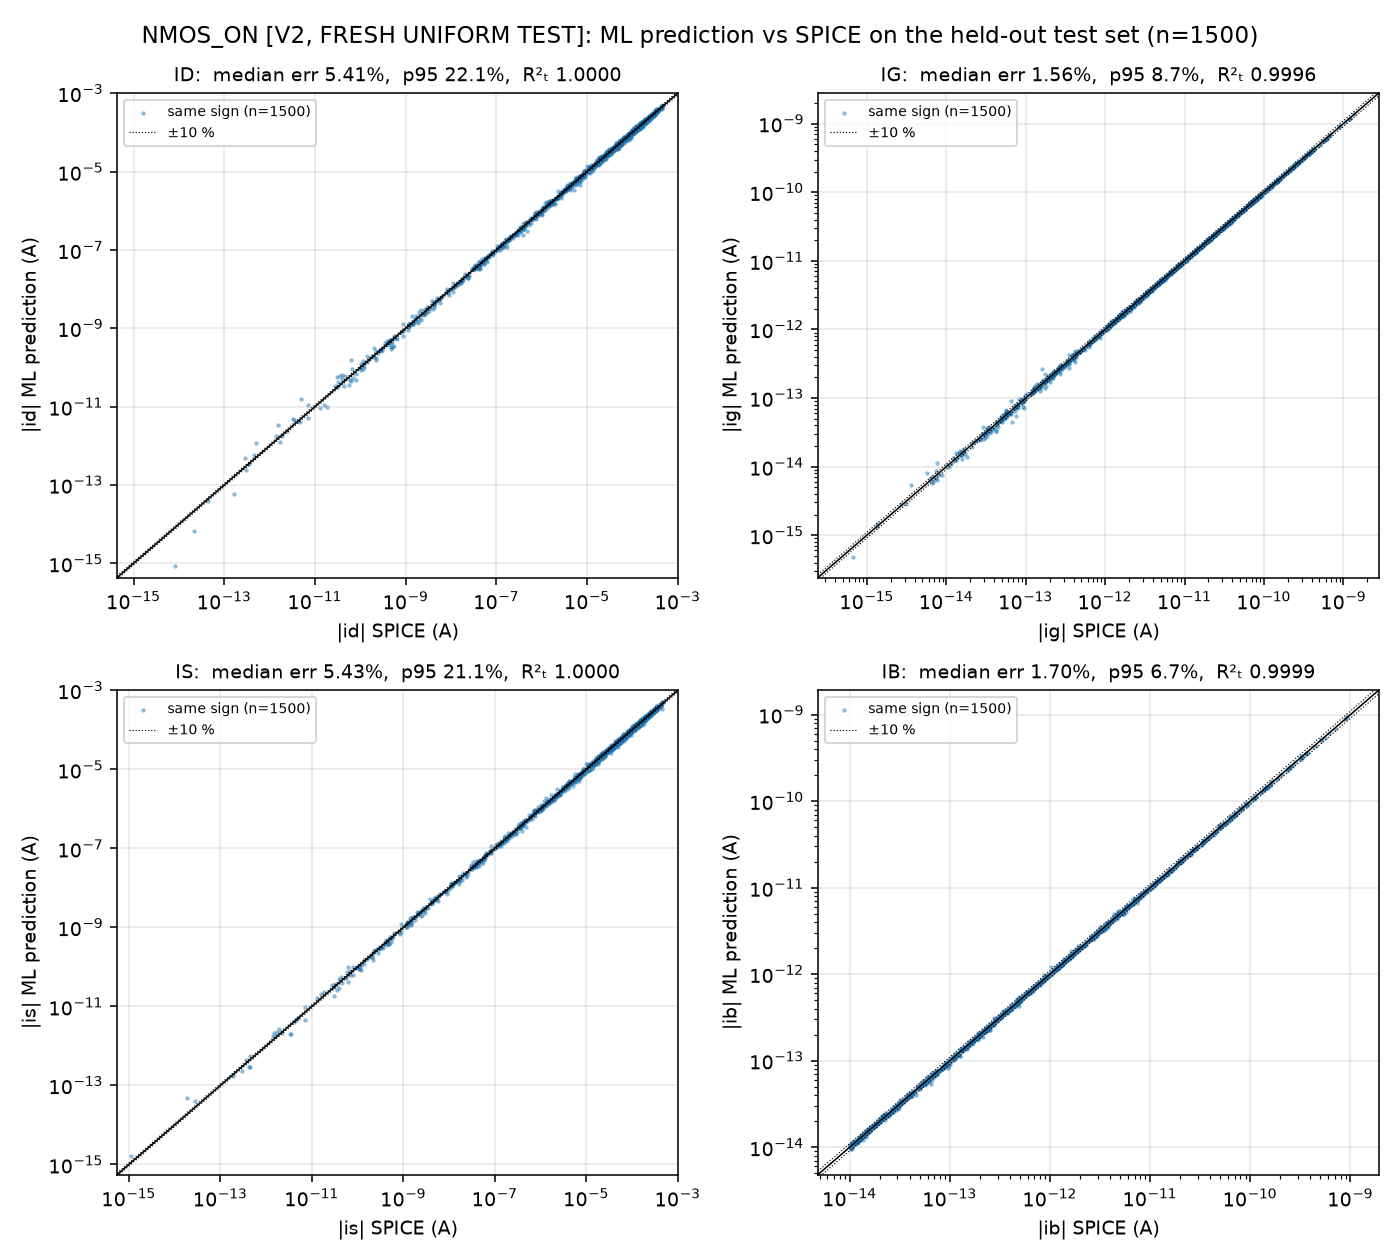 NMOS_ON [V2, FRESH UNIFORM TEST]: ML prediction vs SPICE on the held-out test set (n=1500)
ID:  median err 5.41%,  p95 22.1%,  R²ₜ 1.0000
same sign (n=1500)
±10 %
10⁻³
10⁻⁵
10⁻⁷
10⁻⁹
10⁻¹¹
10⁻¹³
10⁻¹⁵
|id| ML prediction (A)
10⁻¹⁵ 10⁻¹³ 10⁻¹¹ 10⁻⁹ 10⁻⁷ 10⁻⁵ 10⁻³
|id| SPICE (A)
IG:  median err 1.56%,  p95 8.7%,  R²ₜ 0.9996
same sign (n=1500)
±10 %
10⁻⁹
10⁻¹⁰
10⁻¹¹
10⁻¹²
10⁻¹³
10⁻¹⁴
10⁻¹⁵
|ig| ML prediction (A)
10⁻¹⁵ 10⁻¹⁴ 10⁻¹³ 10⁻¹² 10⁻¹¹ 10⁻¹⁰ 10⁻⁹
|ig| SPICE (A)
IS:  median err 5.43%,  p95 21.1%,  R²ₜ 1.0000
same sign (n=1500)
±10 %
10⁻³
10⁻⁵
10⁻⁷
10⁻⁹
10⁻¹¹
10⁻¹³
10⁻¹⁵
|is| ML prediction (A)
10⁻¹⁵ 10⁻¹³ 10⁻¹¹ 10⁻⁹ 10⁻⁷ 10⁻⁵ 10⁻³
|is| SPICE (A)
IB:  median err 1.70%,  p95 6.7%,  R²ₜ 0.9999
same sign (n=1500)
±10 %
10⁻⁹
10⁻¹⁰
10⁻¹¹
10⁻¹²
10⁻¹³
10⁻¹⁴
|ib| ML prediction (A)
10⁻¹⁴ 10⁻¹³ 10⁻¹² 10⁻¹¹ 10⁻¹⁰ 10⁻⁹
|ib| SPICE (A)